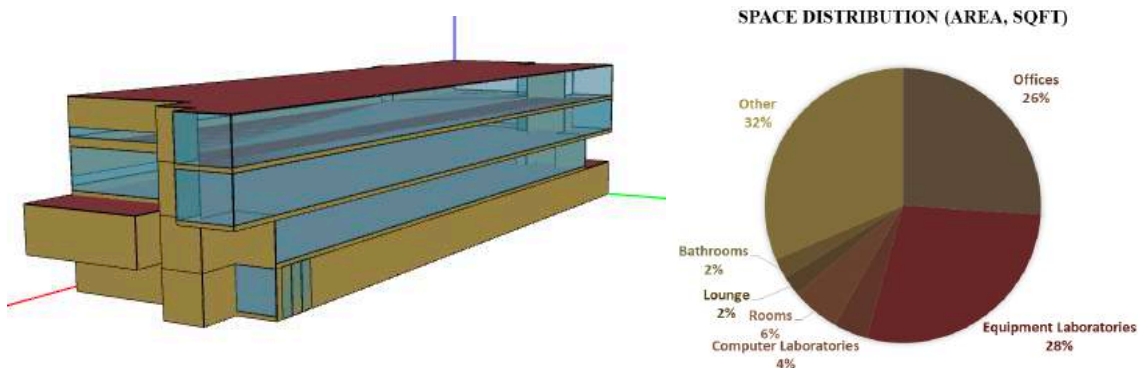 SPACE DISTRIBUTION (AREA, SQFT)
Offices
26%
Other
32%
Bathrooms
2%
Lounge
2%
Rooms
6%
Computer Laboratories
4%
Equipment Laboratories
28%